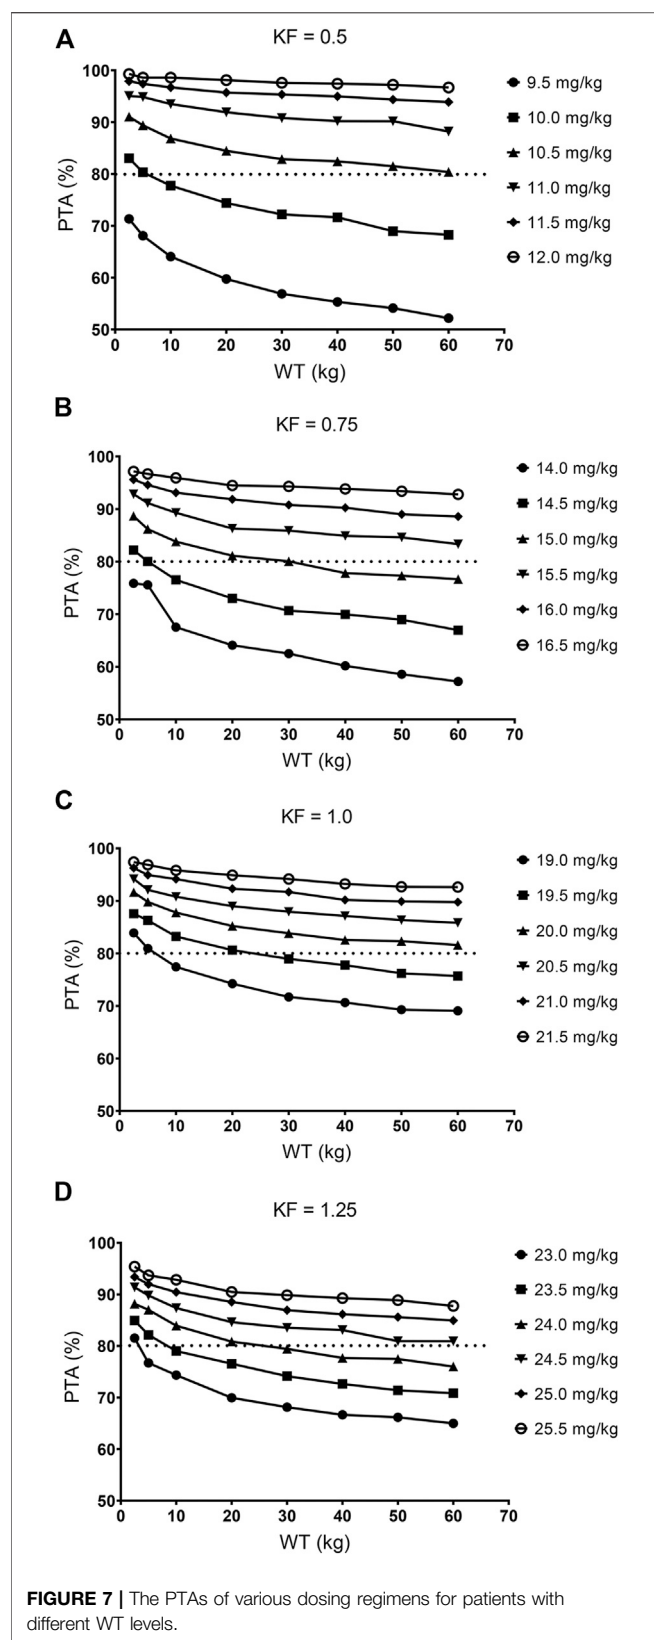 A
KF = 0.5
PTA (%)
100
90
80
70
60
50
0 10 20 30 40 50 60 70
WT (kg)
9.5 mg/kg
10.0 mg/kg
10.5 mg/kg
11.0 mg/kg
11.5 mg/kg
12.0 mg/kg
B
KF = 0.75
PTA (%)
100
90
80
70
60
50
0 10 20 30 40 50 60 70
WT (kg)
14.0 mg/kg
14.5 mg/kg
15.0 mg/kg
15.5 mg/kg
16.0 mg/kg
16.5 mg/kg
C
KF = 1.0
PTA (%)
100
90
80
70
60
50
0 10 20 30 40 50 60 70
WT (kg)
19.0 mg/kg
19.5 mg/kg
20.0 mg/kg
20.5 mg/kg
21.0 mg/kg
21.5 mg/kg
D
KF = 1.25
PTA (%)
100
90
80
70
60
50
0 10 20 30 40 50 60 70
WT (kg)
23.0 mg/kg
23.5 mg/kg
24.0 mg/kg
24.5 mg/kg
25.0 mg/kg
25.5 mg/kg
FIGURE 7 | The PTAs of various dosing regimens for patients with
different WT levels.